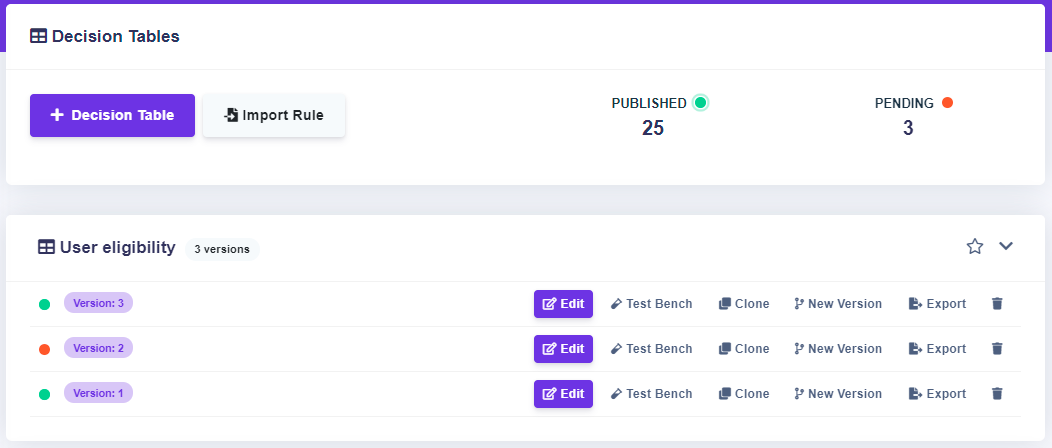 Decision Tables
Decision Table Import Rule PUBLISHED PENDING
25 3
User eligibility 3 versions
Version: 3 Edit Test Bench Clone New Version Export
Version: 2 Edit Test Bench Clone New Version Export
Version: 1 Edit Test Bench Clone New Version Export